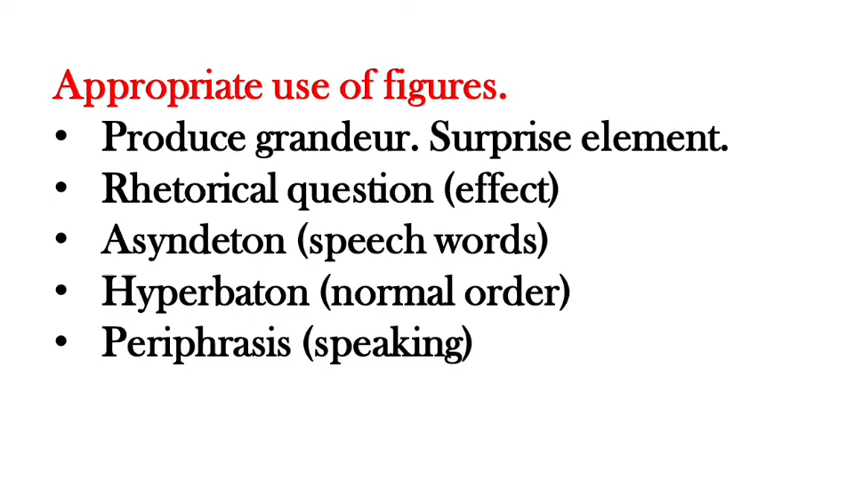 Appropriate use of figures.
• Produce grandeur. Surprise element.
• Rhetorical question (effect)
• Asyndeton (speech words)
• Hyperbaton (normal order)
• Periphrasis (speaking)